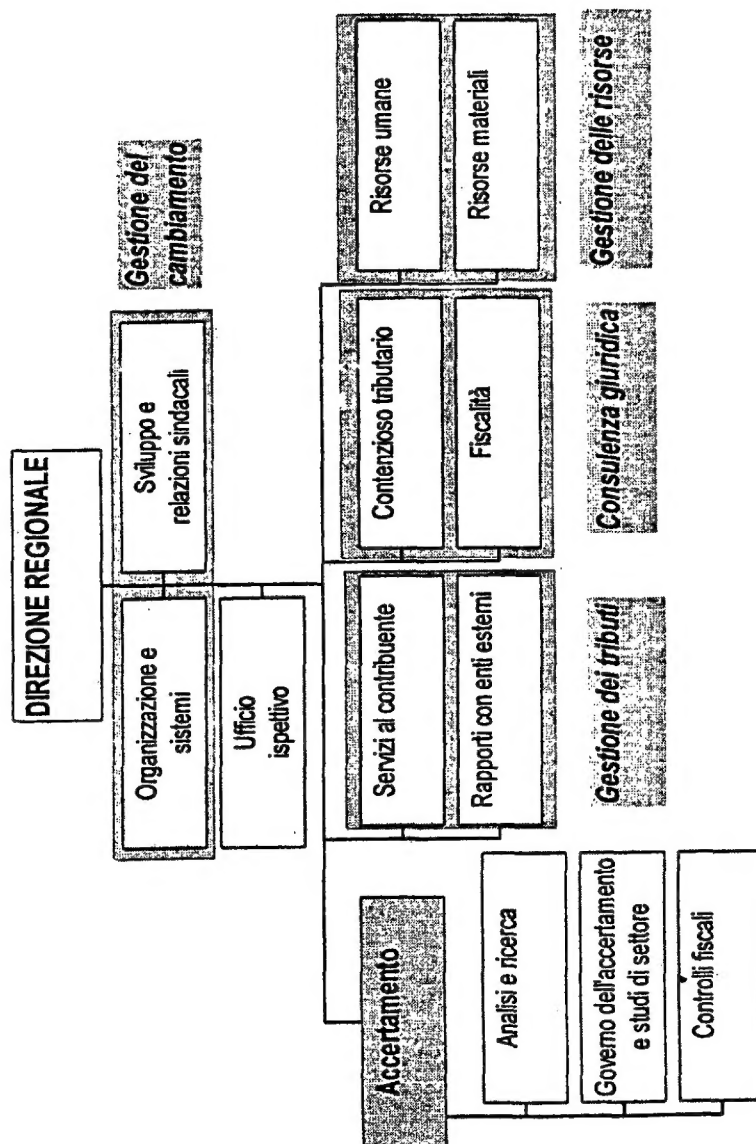 DIREZIONE REGIONALE
Organizzazione e
sistemi
Sviluppo e
relazioni sindacali
Gestione del
cambiamento
Ufficio
ispettivo
Accertamento
Analisi e ricerca
Governo dell'accertamento
e studi di settore
Controlli fiscali
Servizi al contribuente
Rapporti con enti esterni
Gestione dei tributi
Contenzioso tributario
Fiscalità
Consulenza giuridica
Risorse umane
Risorse materiali
Gestione delle risorse